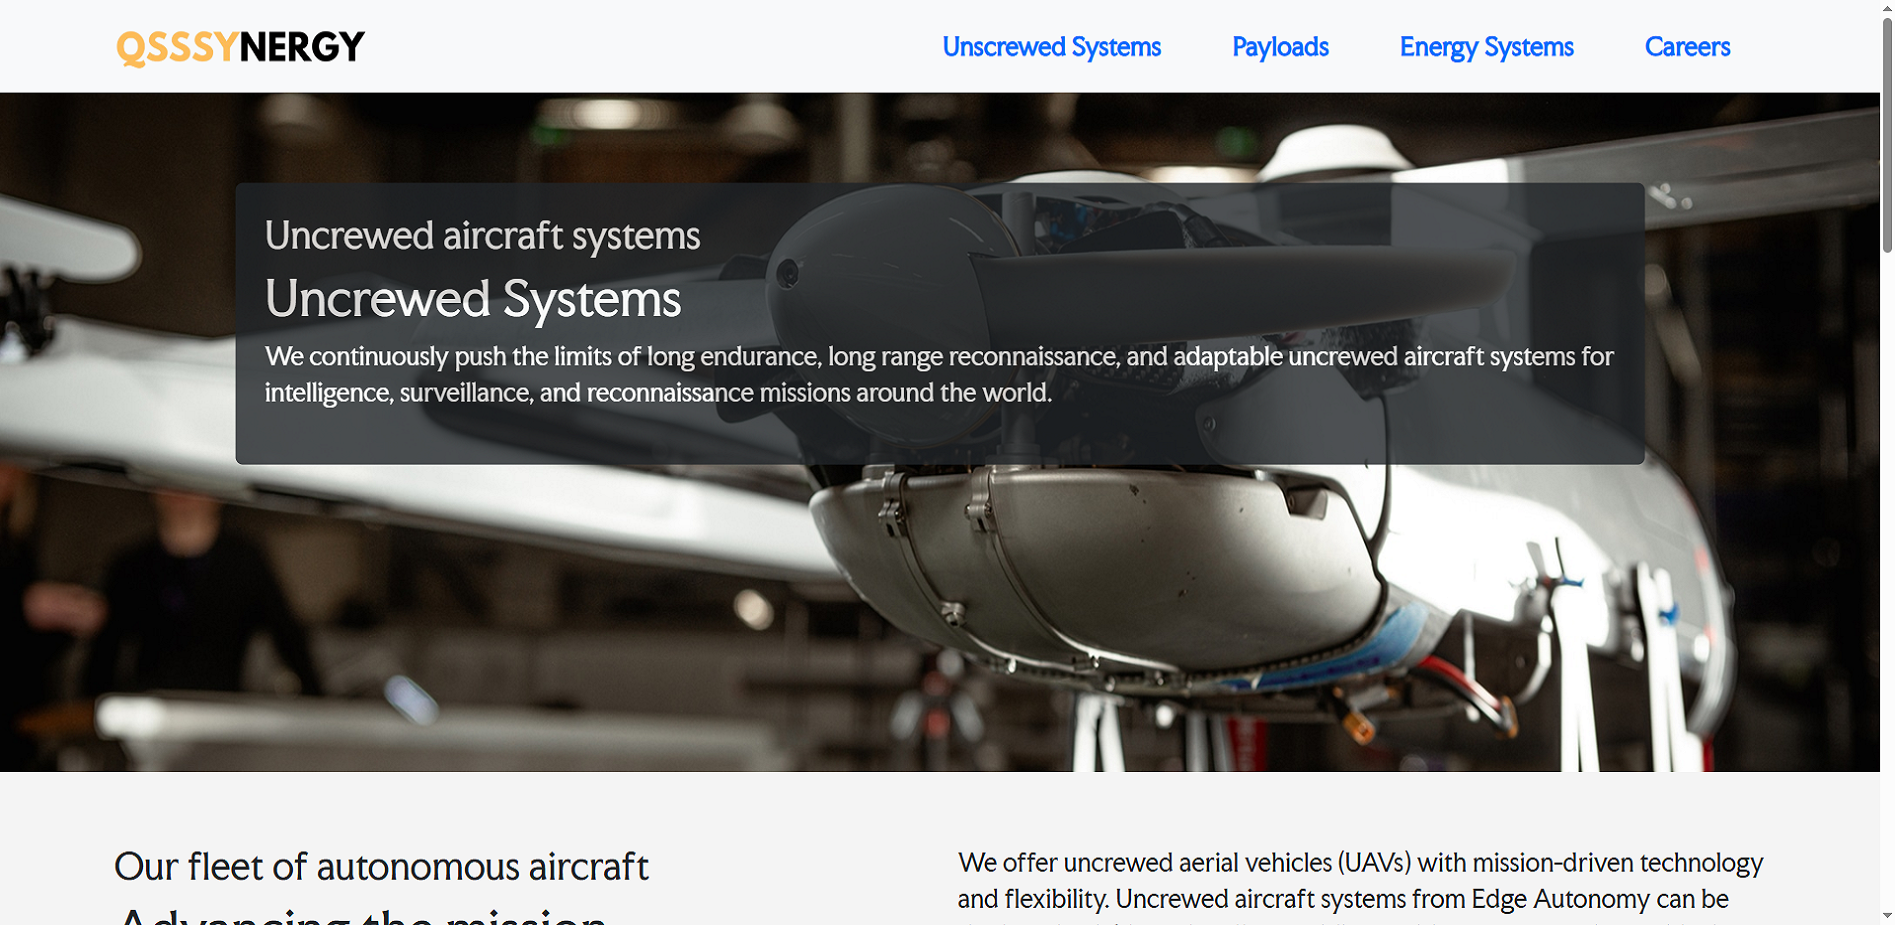 QSSSYNERGY
Unscrewed Systems
Payloads
Energy Systems
Careers
Uncrewed aircraft systems
Uncrewed Systems
We continuously push the limits of long endurance, long range reconnaissance, and adaptable uncrewed aircraft systems for
intelligence, surveillance, and reconnaissance missions around the world.
Our fleet of autonomous aircraft
Advancing the mission
We offer uncrewed aerial vehicles (UAVs) with mission-driven technology
and flexibility. Uncrewed aircraft systems from Edge Autonomy can be